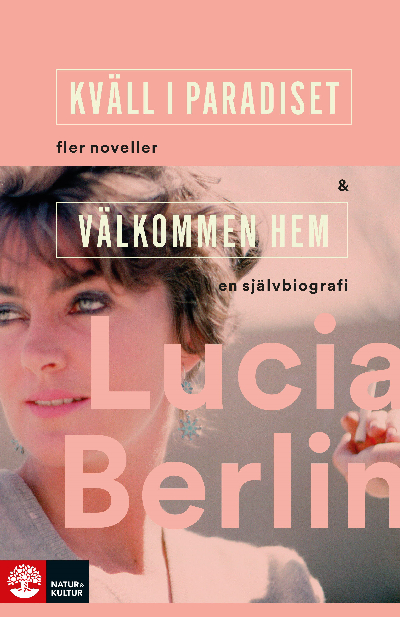 KVÄLL I PARADISET
fler noveller
&
VÄLKOMMEN HEM
en självbiografi
Lucia
Berlin
NATUR &
KULTUR